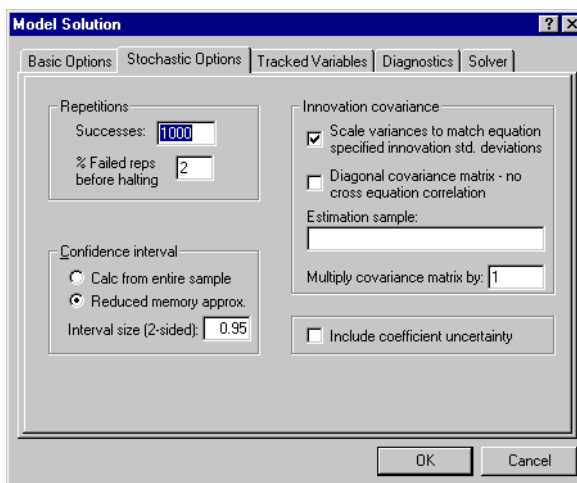 Model Solution
Basic Options
Stochastic Options
Tracked Variables
Diagnostics
Solver
Repetitions
Successes: 1000
% Failed reps
before halting
2
Confidence interval
Calc from entire sample
Reduced memory approx.
Interval size (2-sided): 0.95
Innovation covariance
Scale variances to match equation
specified innovation std. deviations
Diagonal covariance matrix - no
cross equation correlation
Estimation sample:
Multiply covariance matrix by: 1
Include coefficient uncertainty
OK
Cancel